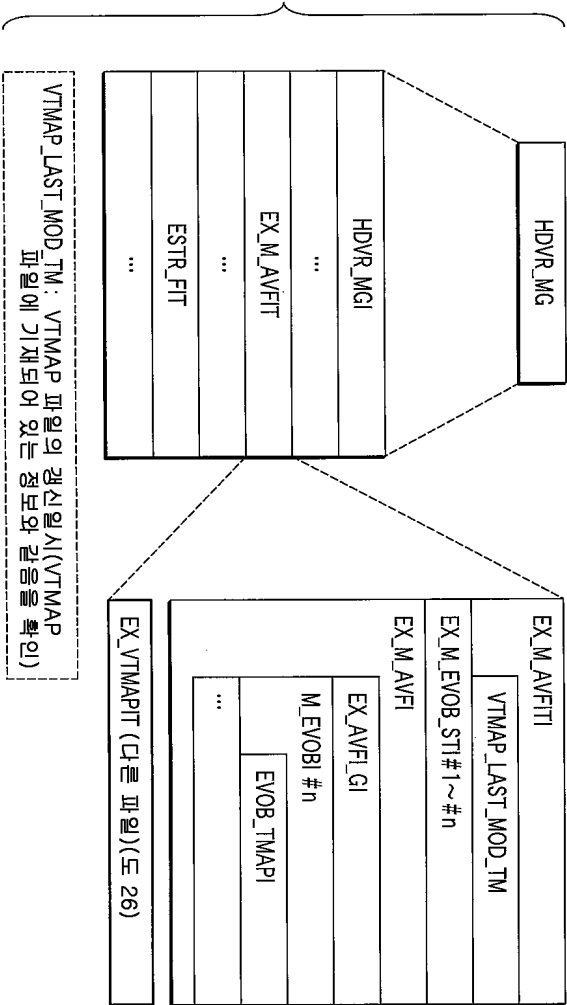 HDVR_MG
HDVR_MGI
...
EX_M_AVFIT
...
ESTR_FIT
...
EX_M_AVFITI
VTMAP_LAST_MOD_TM
EX_M_EVOB_STI#1~#n
EX_M_AVFI
EX_AVFI_GI
M_EVOBI #n
EVOB_TMAPI
...
EX_VTMAPIT (다른 파일)(도 26)
VTMAP_LAST_MOD_TM: VTMAP 파일의 갱신일시(VTMAP
파일에 기재되어 있는 정보와 같음을 확인)